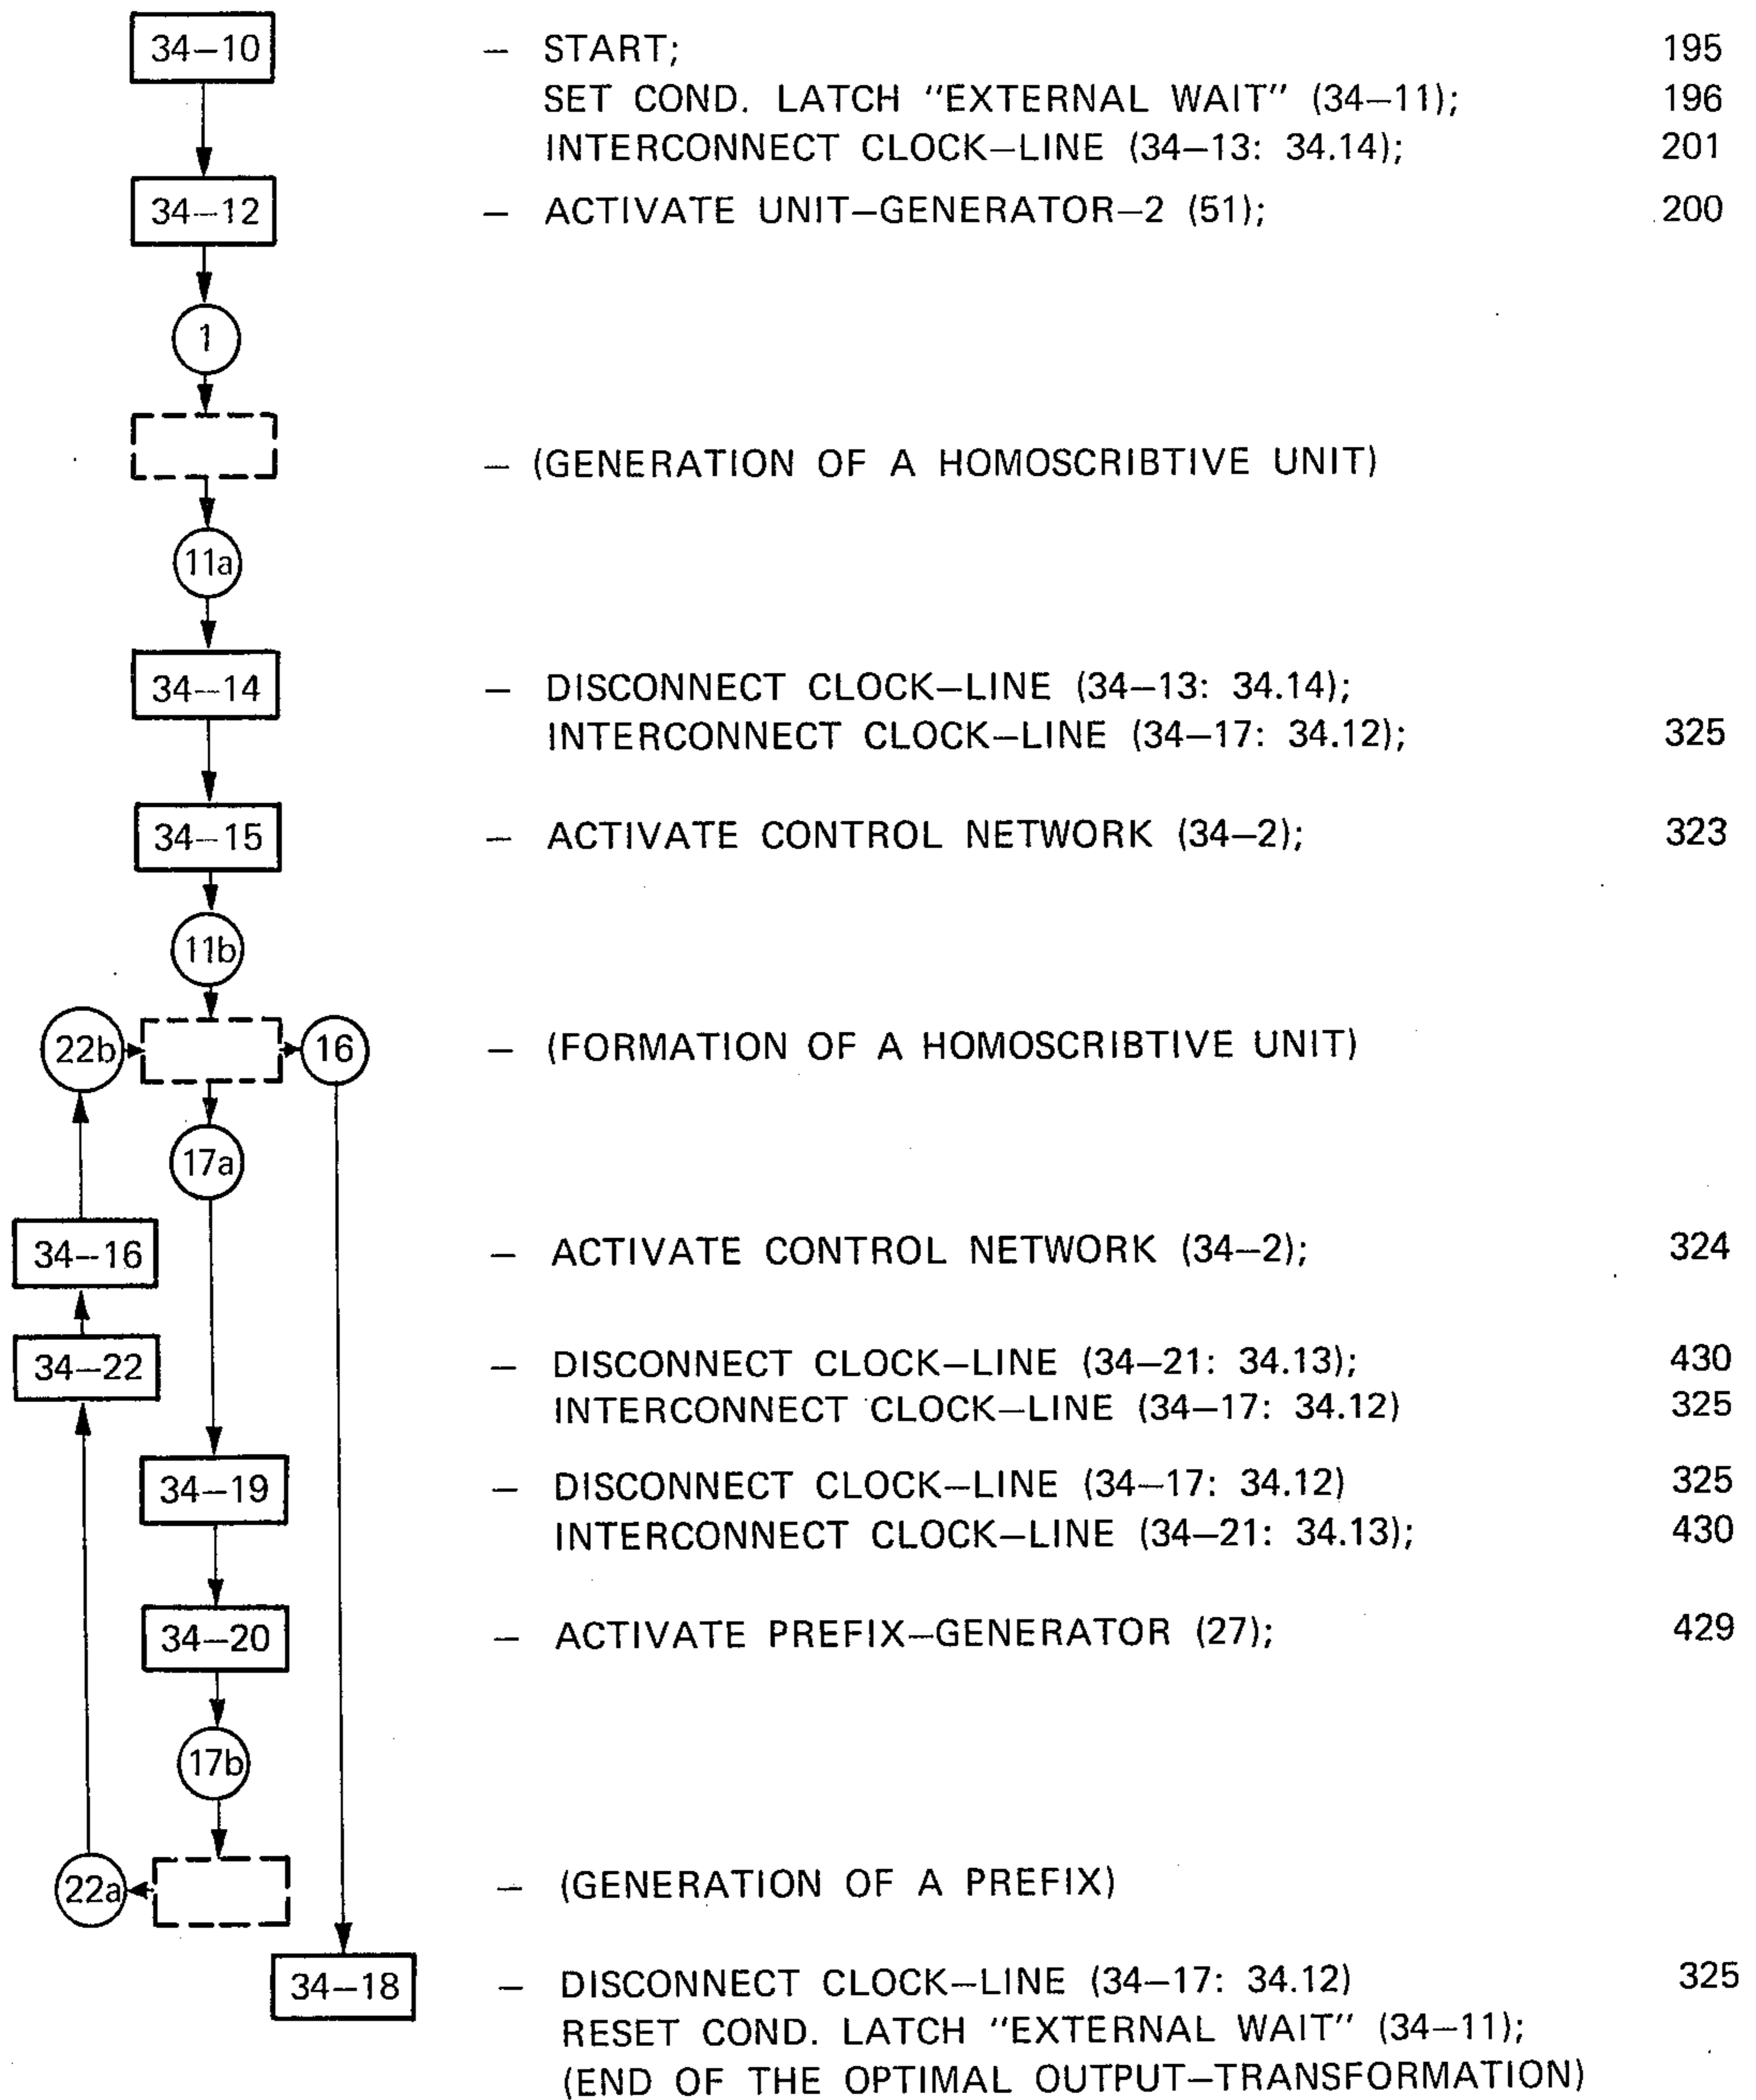 34–10 – START; 195
SET COND. LATCH "EXTERNAL WAIT" (34–11); 196
INTERCONNECT CLOCK–LINE (34–13: 34.14); 201
34–12 – ACTIVATE UNIT–GENERATOR–2 (51); 200
1
– (GENERATION OF A HOMOSCRIBTIVE UNIT)
11a
34–14 – DISCONNECT CLOCK–LINE (34–13: 34.14);
INTERCONNECT CLOCK–LINE (34–17: 34.12); 325
34–15 – ACTIVATE CONTROL NETWORK (34–2); 323
11b
22b 16 – (FORMATION OF A HOMOSCRIBTIVE UNIT)
17a
34–16 – ACTIVATE CONTROL NETWORK (34–2); 324
34–22 – DISCONNECT CLOCK–LINE (34–21: 34.13); 430
INTERCONNECT CLOCK–LINE (34–17: 34.12) 325
34–19 – DISCONNECT CLOCK–LINE (34–17: 34.12) 325
INTERCONNECT CLOCK–LINE (34–21: 34.13); 430
34–20 – ACTIVATE PREFIX–GENERATOR (27); 429
17b
22a – (GENERATION OF A PREFIX)
34–18 – DISCONNECT CLOCK–LINE (34–17: 34.12) 325
RESET COND. LATCH "EXTERNAL WAIT" (34–11);
(END OF THE OPTIMAL OUTPUT–TRANSFORMATION)